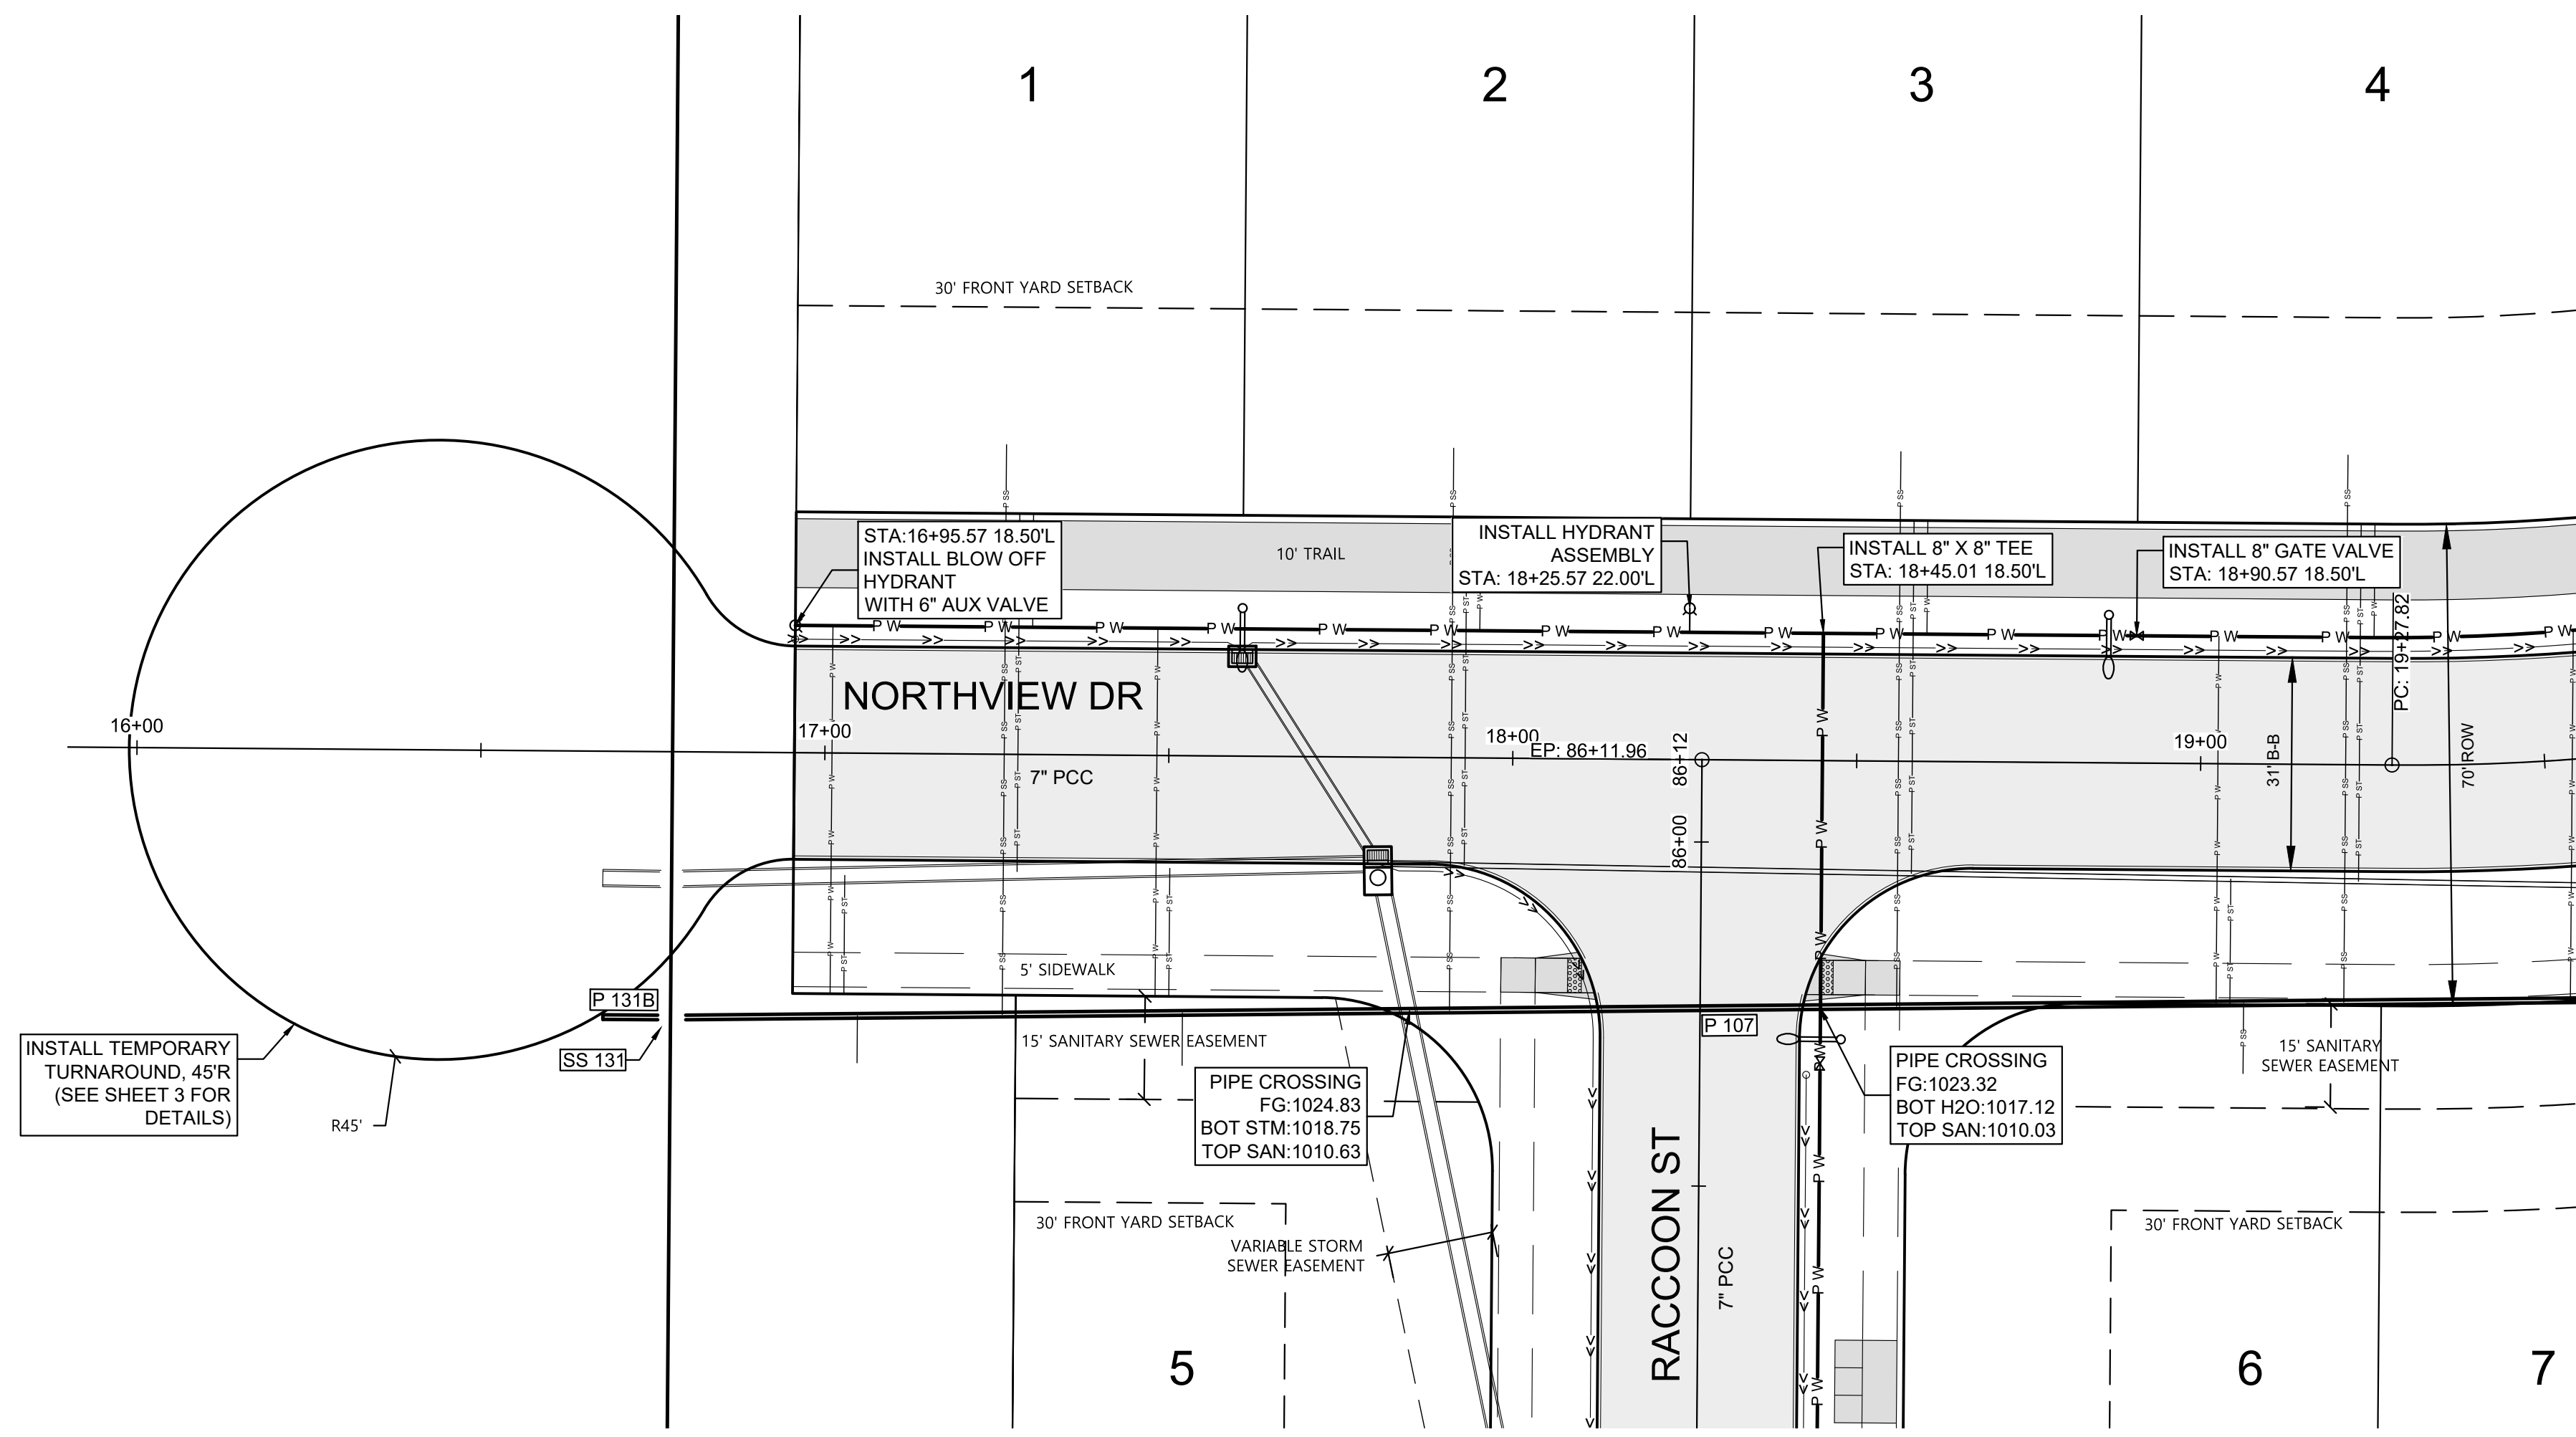 1
2
3
4
30' FRONT YARD SETBACK
STA:16+95.57 18.50'L
INSTALL BLOW OFF
HYDRANT
WITH 6" AUX VALVE
10' TRAIL
INSTALL HYDRANT
ASSEMBLY
STA: 18+25.57 22.00'L
INSTALL 8" X 8" TEE
STA: 18+45.01 18.50'L
INSTALL 8" GATE VALVE
STA: 18+90.57 18.50'L
P W
P SS
P ST
PC: 19+27.82
NORTHVIEW DR
16+00
17+00
18+00
EP: 86+11.96
86+12
86+00
19+00
31' B-B
70' ROW
7" PCC
5' SIDEWALK
P 131B
SS 131
P 107
INSTALL TEMPORARY
TURNAROUND, 45'R
(SEE SHEET 3 FOR
DETAILS)
R45'
15' SANITARY SEWER EASEMENT
PIPE CROSSING
FG:1024.83
BOT STM:1018.75
TOP SAN:1010.63
PIPE CROSSING
FG:1023.32
BOT H2O:1017.12
TOP SAN:1010.03
15' SANITARY
SEWER EASEMENT
30' FRONT YARD SETBACK
VARIABLE STORM
SEWER EASEMENT
RACCOON ST
7" PCC
30' FRONT YARD SETBACK
5
6
7